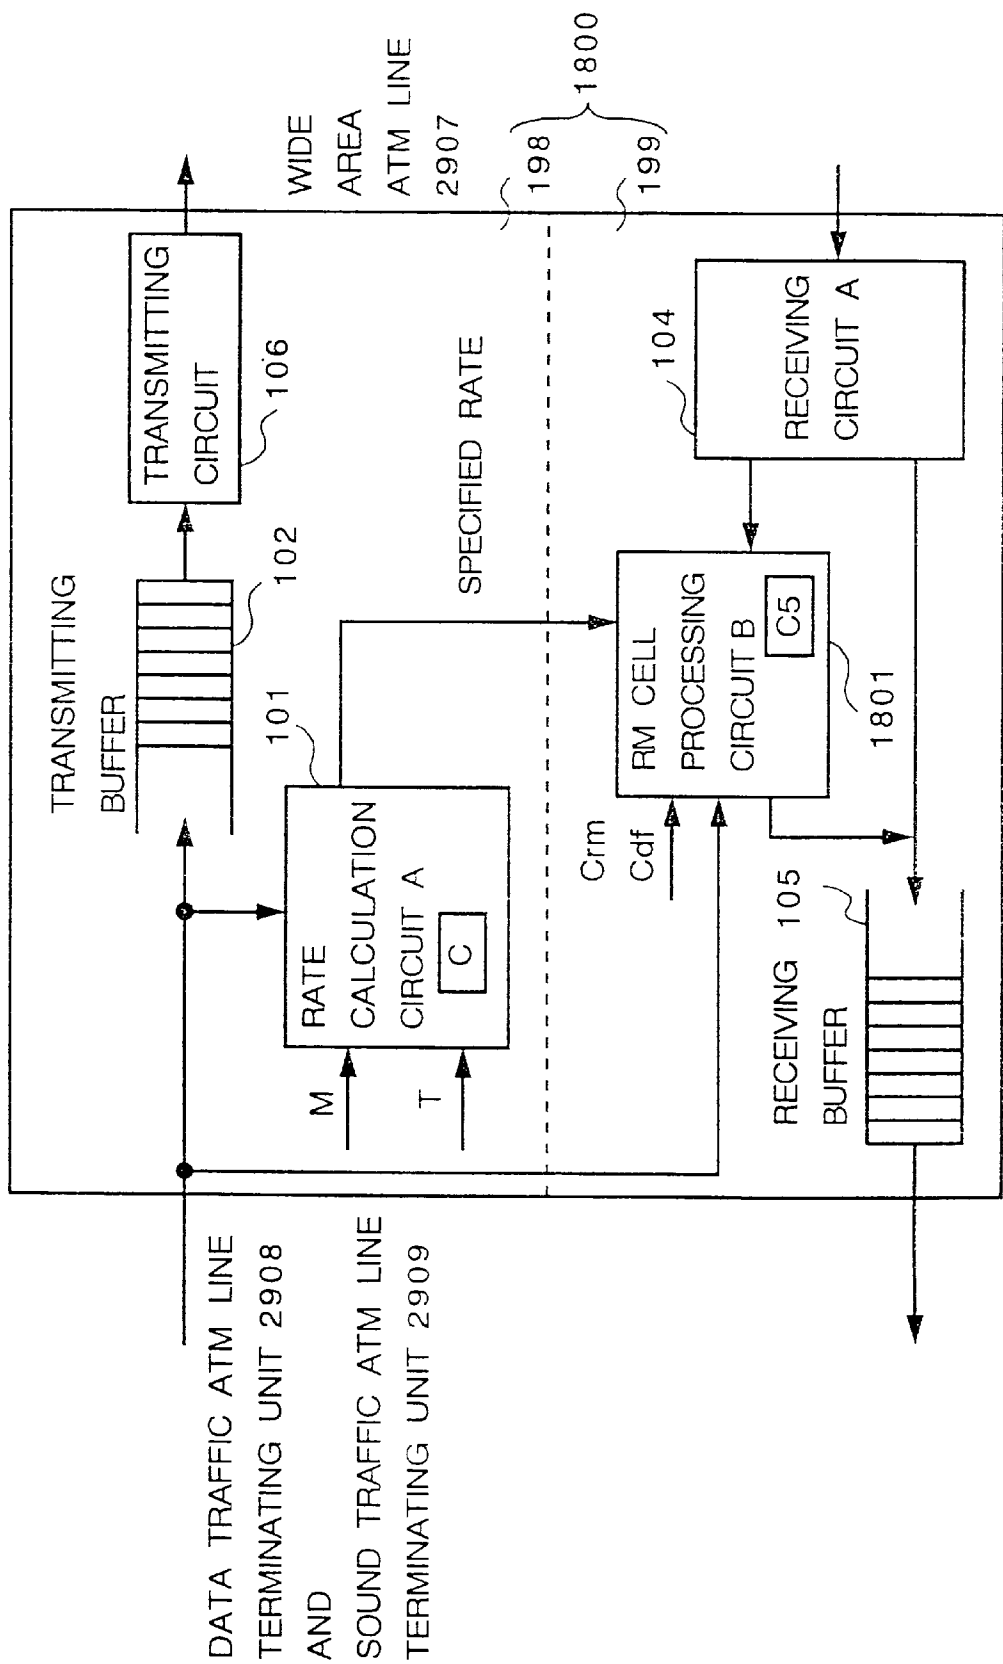 DATA TRAFFIC ATM LINE
TERMINATING UNIT 2908
AND
SOUND TRAFFIC ATM LINE
TERMINATING UNIT 2909
TRANSMITTING
BUFFER
102
TRANSMITTING
CIRCUIT
106
WIDE
AREA
ATM LINE
2907
101
RATE
CALCULATION
CIRCUIT A
C
M
T
SPECIFIED RATE
198
199
1800
Crm
Cdf
RM CELL
PROCESSING
CIRCUIT B
C5
1801
104
RECEIVING
CIRCUIT A
RECEIVING
BUFFER
105